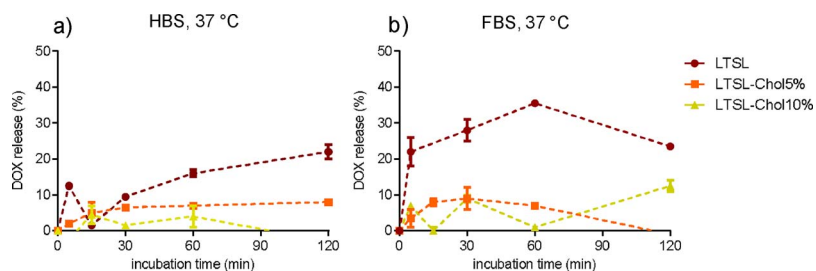 a) HBS, 37 °C
DOX release (%)
50
40
30
20
10
0
0 30 60 90 120
incubation time (min)
b) FBS, 37 °C
DOX release (%)
50
40
30
20
10
0
0 30 60 90 120
incubation time (min)
LTSL
LTSL-Chol5%
LTSL-Chol10%